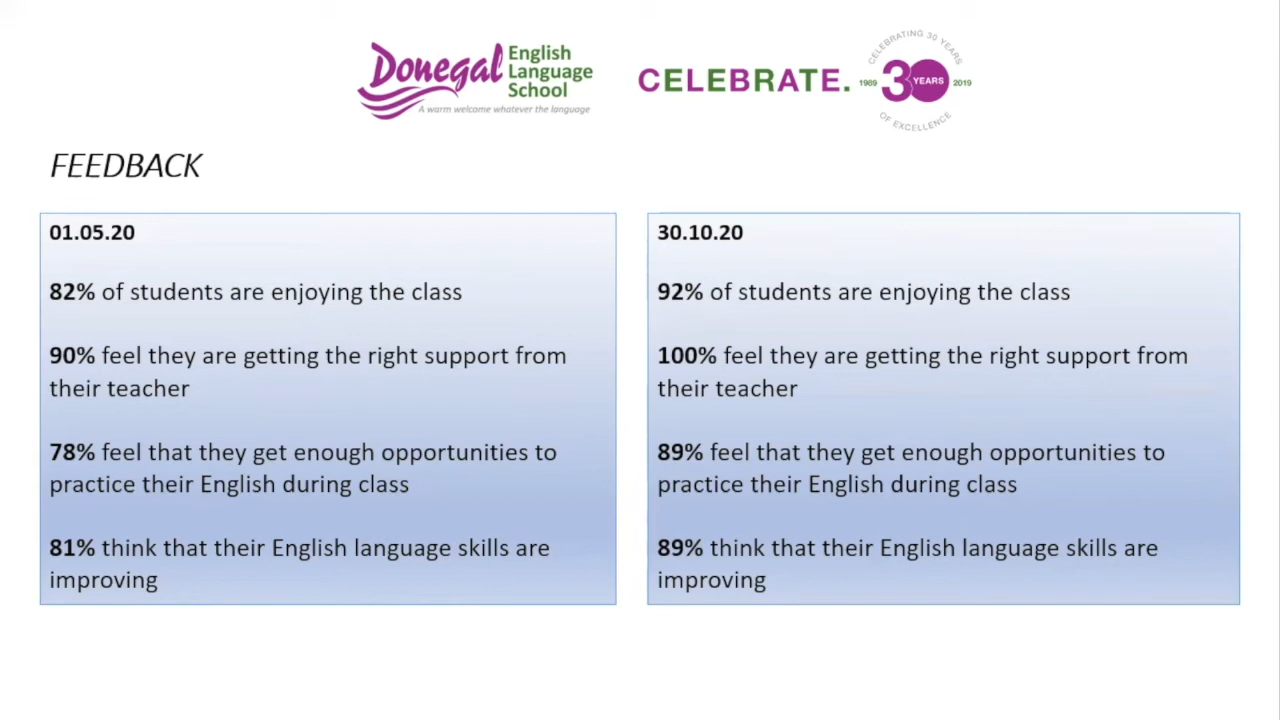 Donegal
English
Language
School
A warm welcome whatever the language
CELEBRATE.
CELEBRATING 30 YEARS
1989
30
YEARS
2019
OF EXCELLENCE
FEEDBACK
01.05.20
82% of students are enjoying the class
90% feel they are getting the right support from
their teacher
78% feel that they get enough opportunities to
practice their English during class
81% think that their English language skills are
improving
30.10.20
92% of students are enjoying the class
100% feel they are getting the right support from
their teacher
89% feel that they get enough opportunities to
practice their English during class
89% think that their English language skills are
improving